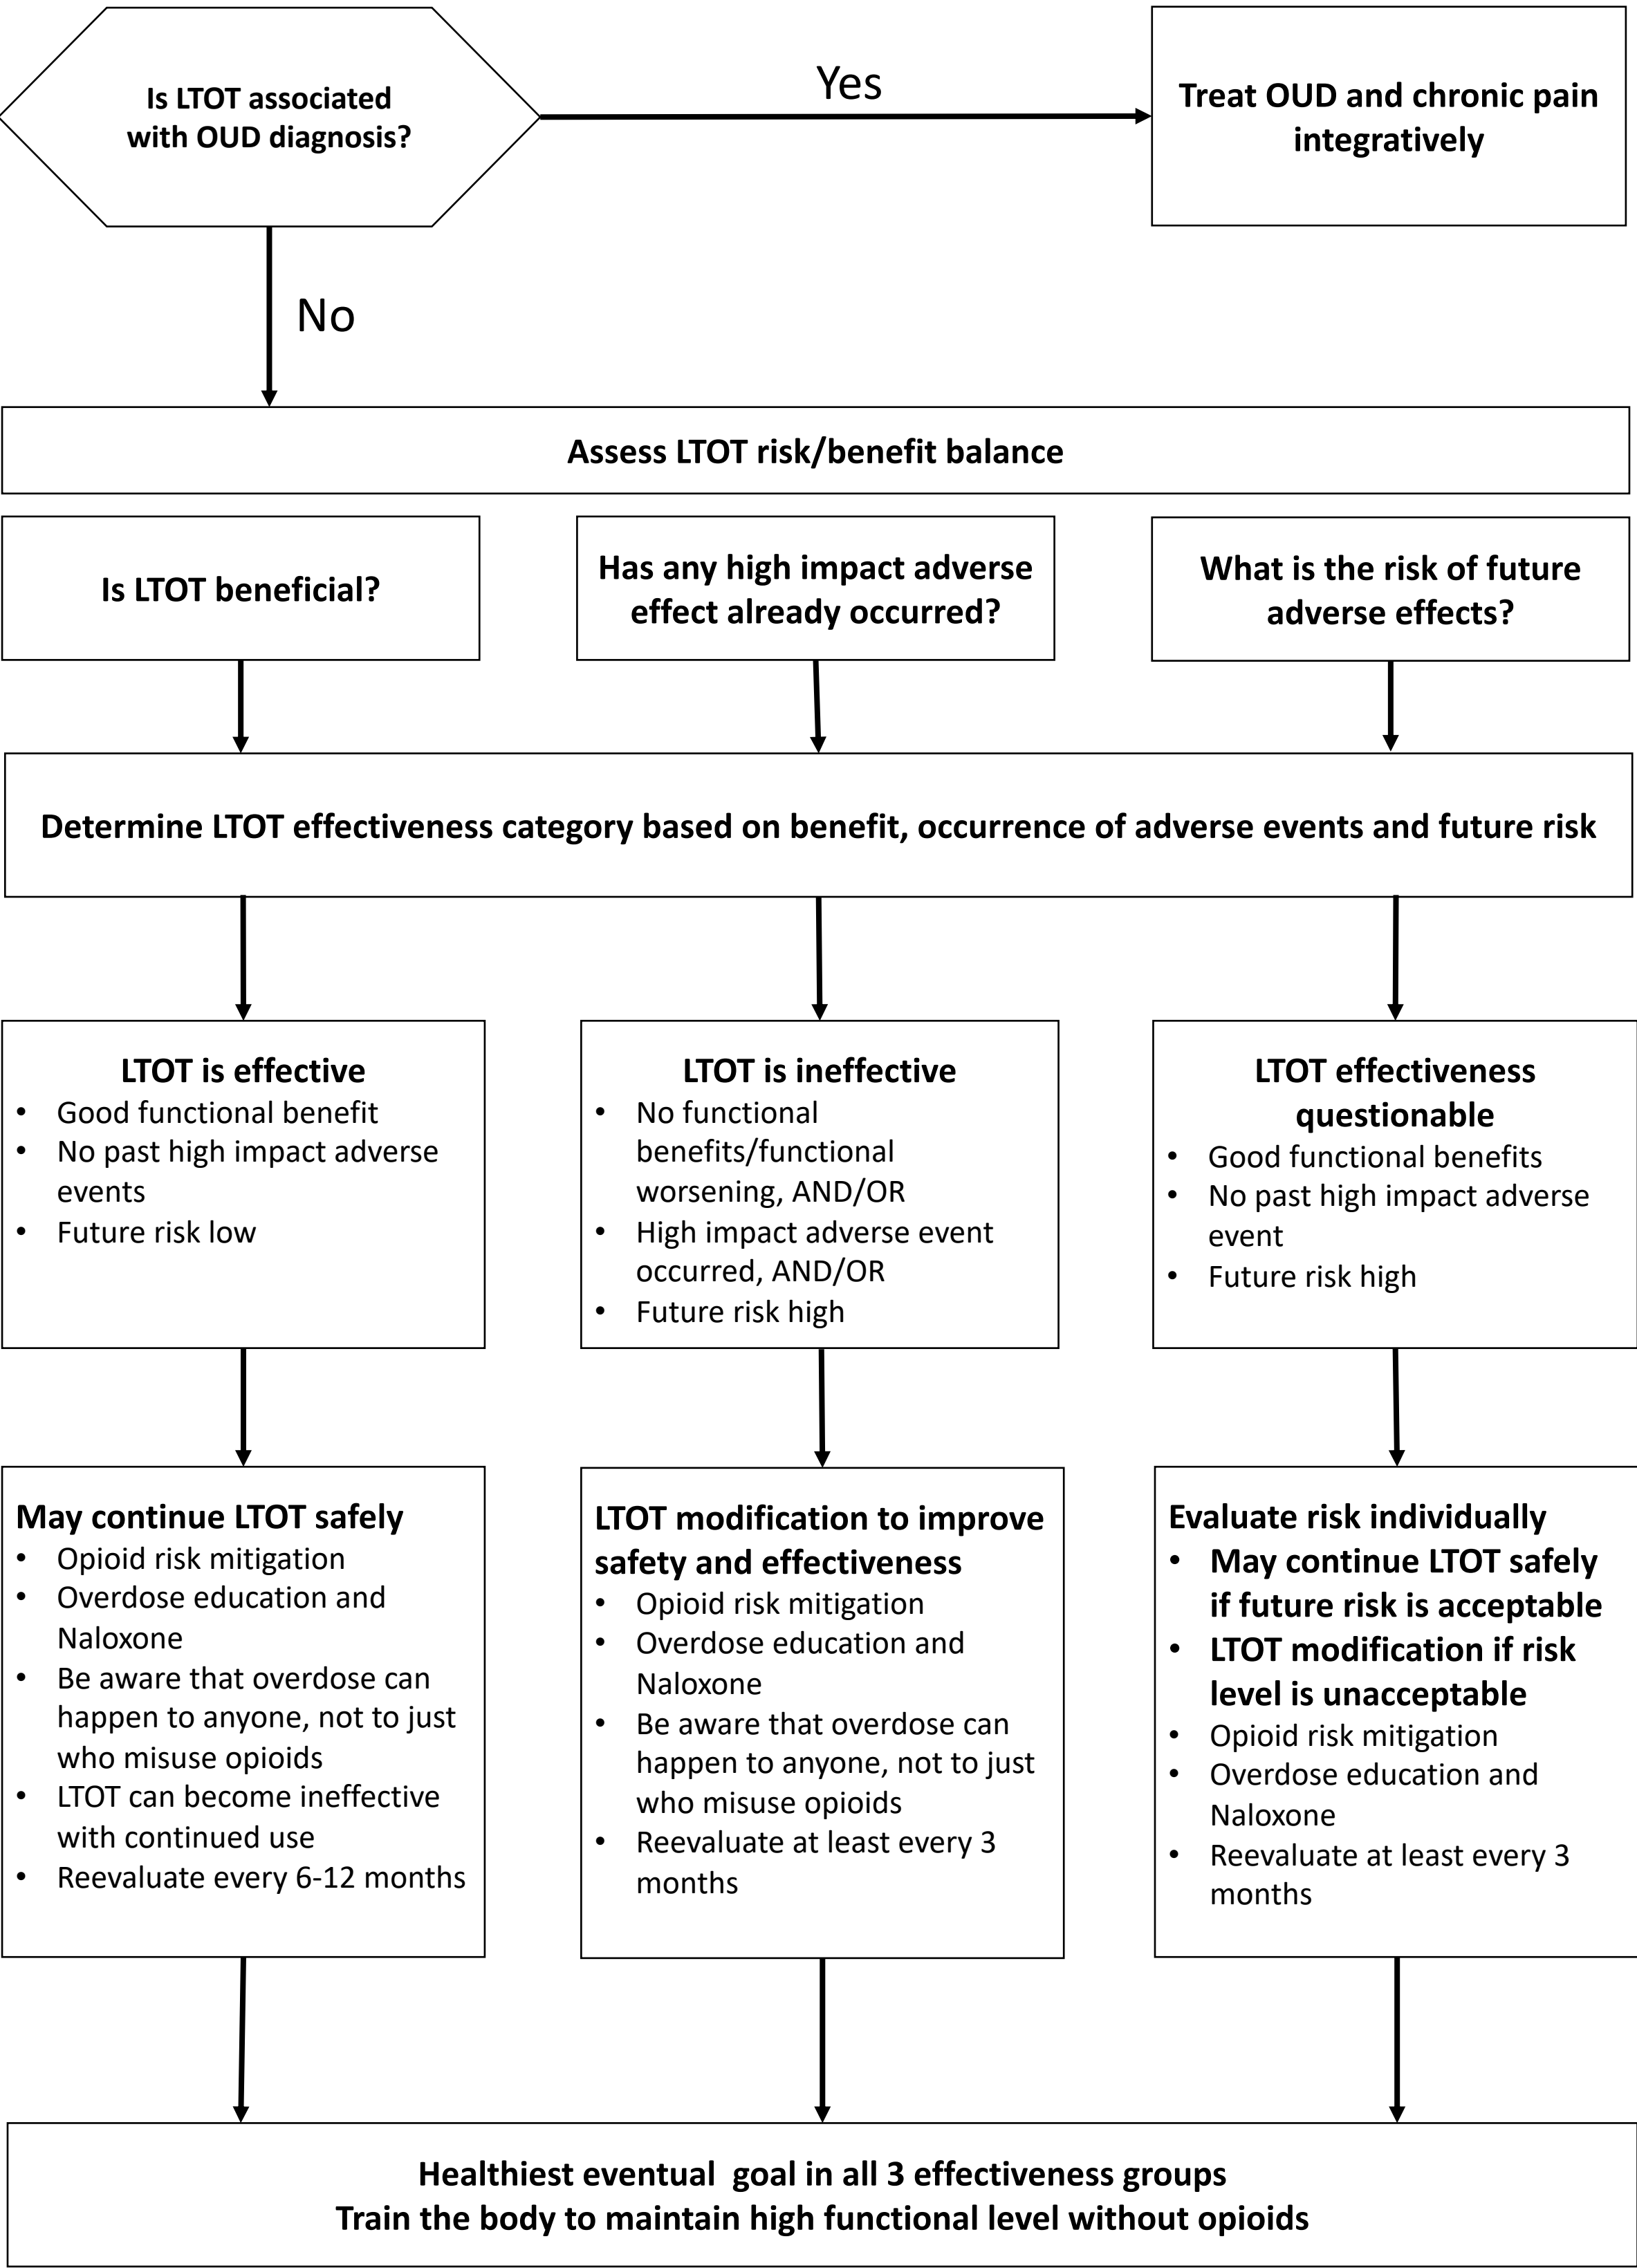 Is LTOT associated
with OUD diagnosis?
Yes
Treat OUD and chronic pain
integratively
No
Assess LTOT risk/benefit balance
Is LTOT beneficial?
Has any high impact adverse
effect already occurred?
What is the risk of future
adverse effects?
Determine LTOT effectiveness category based on benefit, occurrence of adverse events and future risk
LTOT is effective
• Good functional benefit
• No past high impact adverse
events
• Future risk low
LTOT is ineffective
• No functional
benefits/functional
worsening, AND/OR
• High impact adverse event
occurred, AND/OR
• Future risk high
LTOT effectiveness
questionable
• Good functional benefits
• No past high impact adverse
event
• Future risk high
May continue LTOT safely
• Opioid risk mitigation
• Overdose education and
Naloxone
• Be aware that overdose can
happen to anyone, not to just
who misuse opioids
• LTOT can become ineffective
with continued use
• Reevaluate every 6-12 months
LTOT modification to improve
safety and effectiveness
• Opioid risk mitigation
• Overdose education and
Naloxone
• Be aware that overdose can
happen to anyone, not to just
who misuse opioids
• Reevaluate at least every 3
months
Evaluate risk individually
• May continue LTOT safely
if future risk is acceptable
• LTOT modification if risk
level is unacceptable
• Opioid risk mitigation
• Overdose education and
Naloxone
• Reevaluate at least every 3
months
Healthiest eventual goal in all 3 effectiveness groups
Train the body to maintain high functional level without opioids